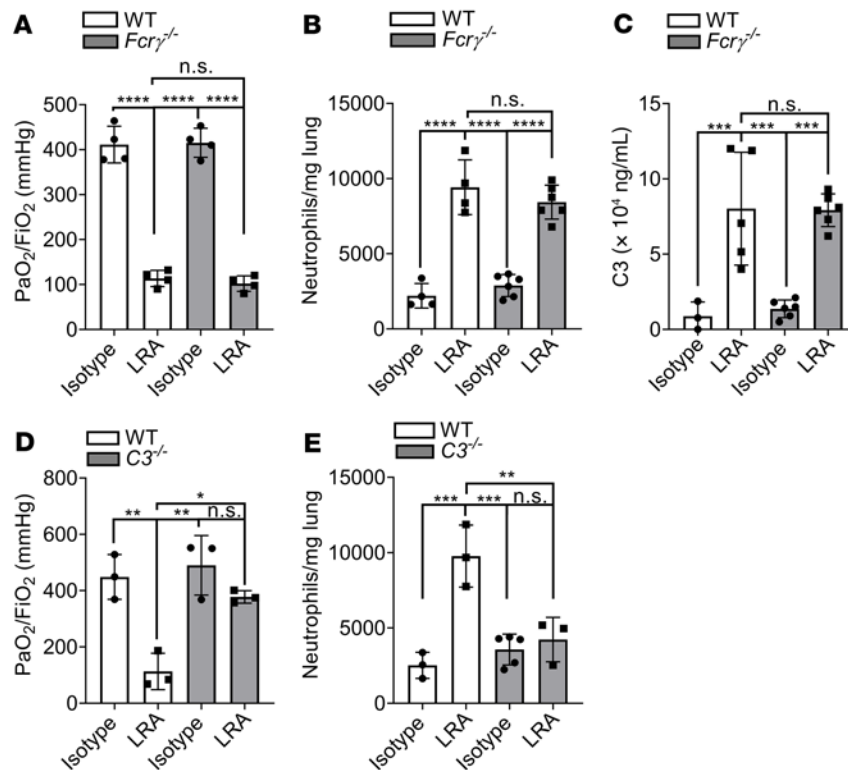 A
WT
Fcrγ-/-
n.s.
**** **** ****
PaO2/FiO2 (mmHg)
500
400
300
200
100
0
Isotype
LRA
Isotype
LRA
B
WT
Fcrγ-/-
n.s.
**** **** ****
Neutrophils/mg lung
15000
10000
5000
0
Isotype
LRA
Isotype
LRA
C
WT
Fcrγ-/-
n.s.
*** *** ***
C3 (× 10⁴ ng/mL)
15
10
5
0
Isotype
LRA
Isotype
LRA
D
WT
C3-/-
*
** ** n.s.
PaO2/FiO2 (mmHg)
800
600
400
200
0
Isotype
LRA
Isotype
LRA
E
WT
C3-/-
**
*** *** n.s.
Neutrophils/mg lung
15000
10000
5000
0
Isotype
LRA
Isotype
LRA